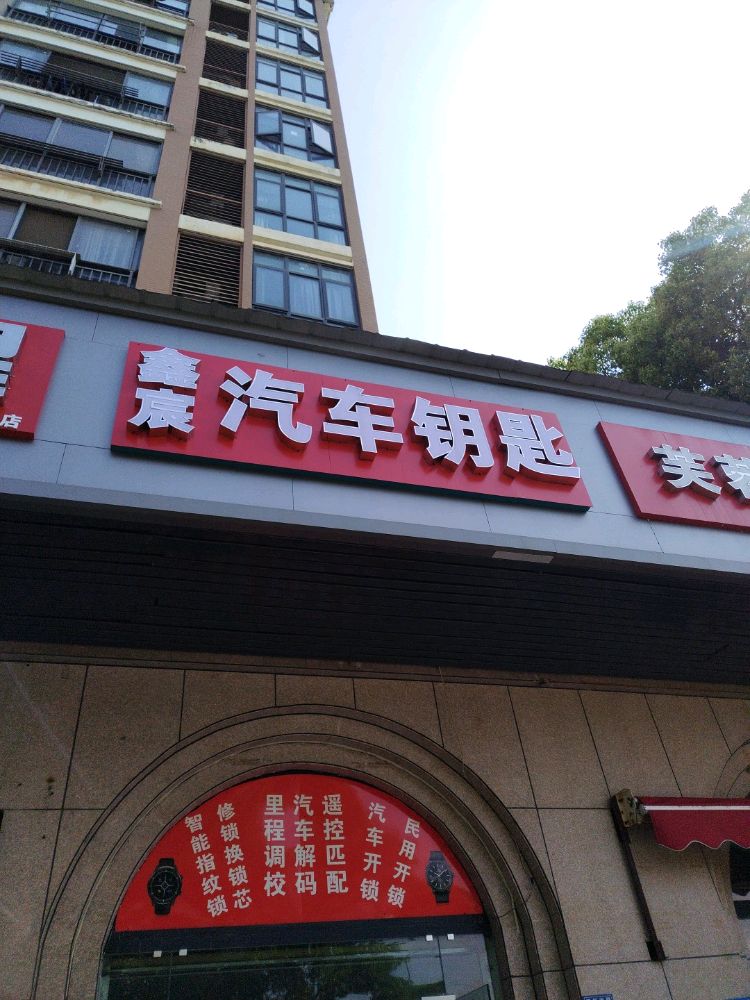 店
鑫宸
汽车钥匙
芙
智能指纹锁
修锁换锁芯
里程调校
汽车解码
遥控匹配
汽车开锁
民用开锁